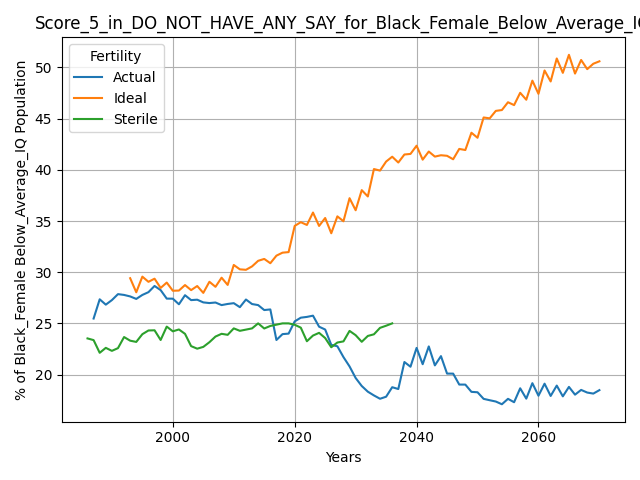 Score_5_in_DO_NOT_HAVE_ANY_SAY_for_Black_Female_Below_Average_IQ
Fertility
Actual
Ideal
Sterile
% of Black_Female Below_Average_IQ Population
50
45
40
35
30
25
20
2000
2020
2040
2060
Years